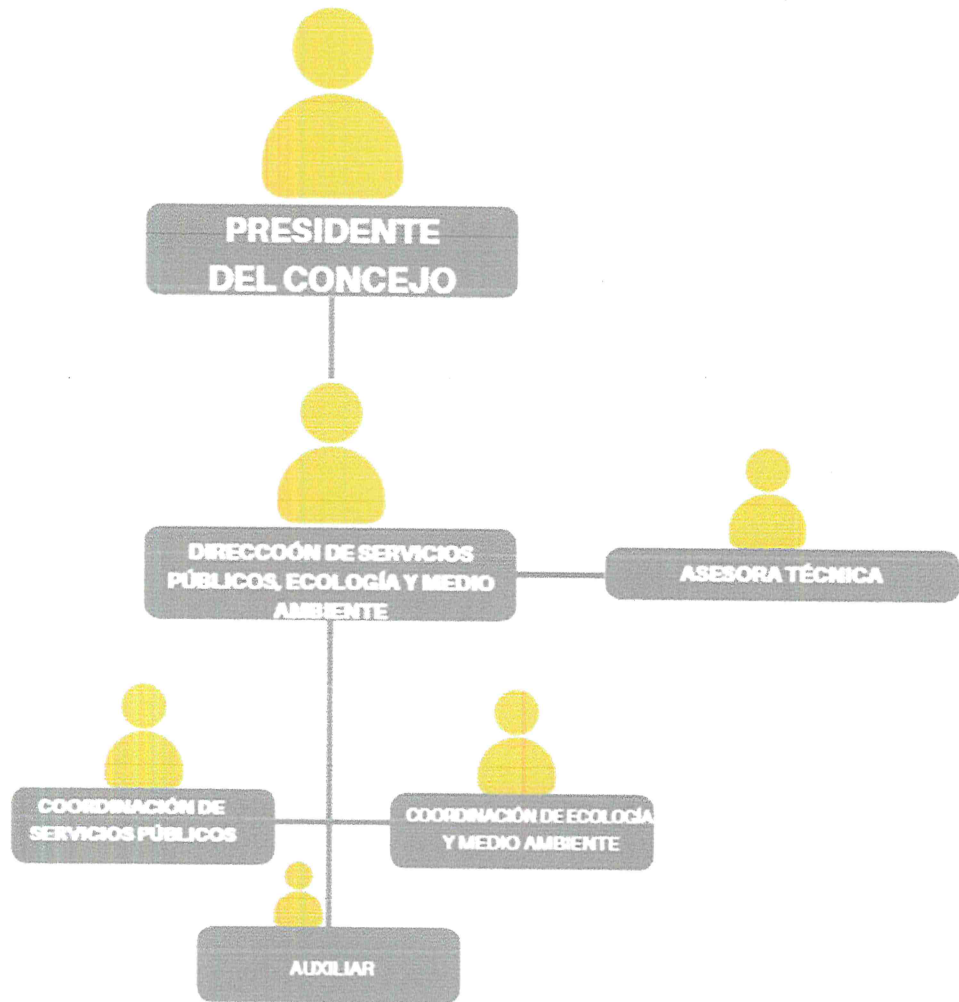 PRESIDENTE
DEL CONCEJO
DIRECCOÓN DE SERVICIOS
PÚBLICOS, ECOLOGÍA Y MEDIO
AMBIENTE
ASESORA TÉCNICA
COORDINACIÓN DE
SERVICIOS PÚBLICOS
COORDINACIÓN DE ECOLOGÍA
Y MEDIO AMBIENTE
AUXILIAR